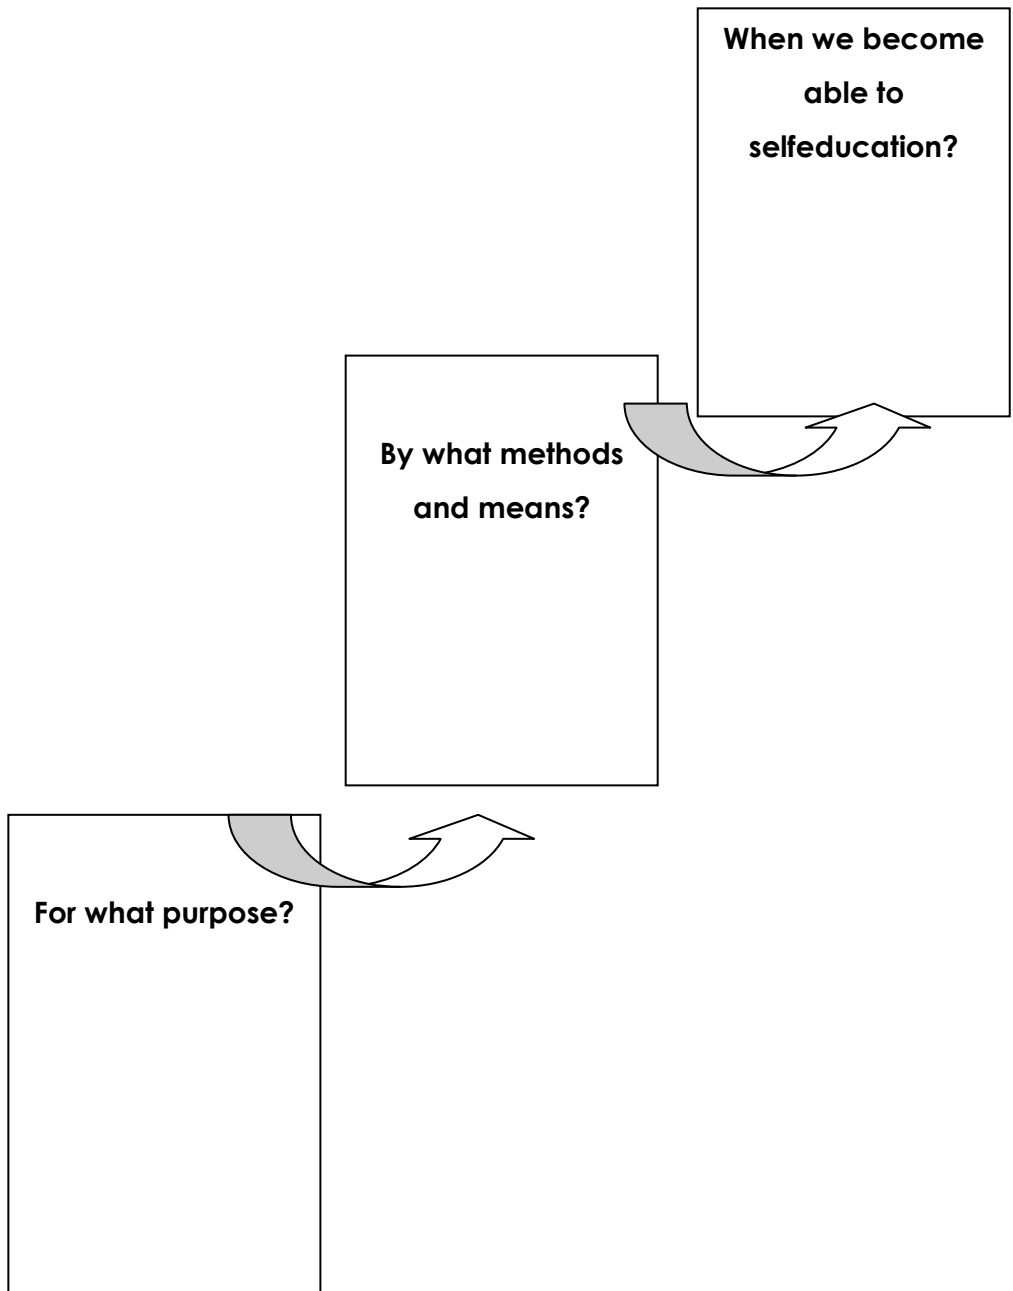 When we become
able to
selfeducation?
By what methods
and means?
For what purpose?